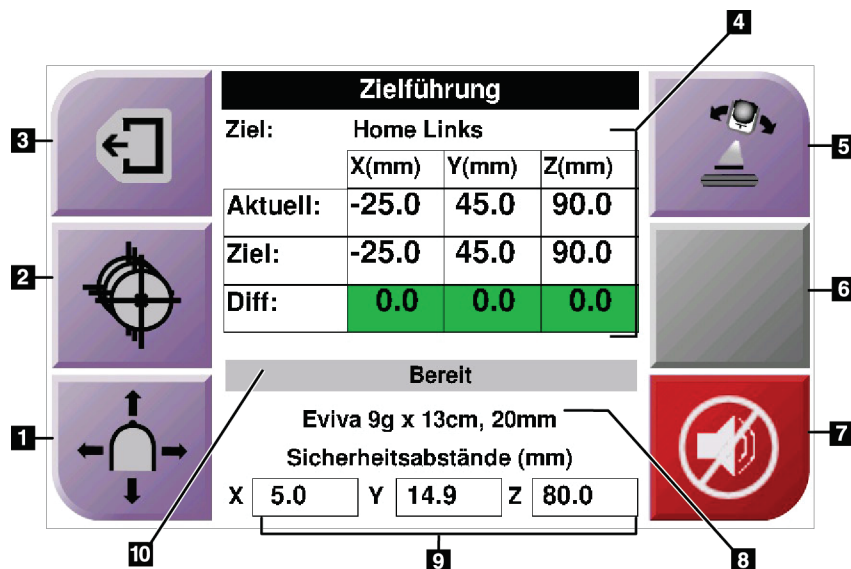 4
Zielführung
Ziel: Home Links
3
5
X(mm) Y(mm) Z(mm)
Aktuell: -25.0 45.0 90.0
Ziel: -25.0 45.0 90.0
2
6
Diff: 0.0 0.0 0.0
Bereit
Eviva 9g x 13cm, 20mm
1
7
Sicherheitsabstände (mm)
X 5.0 Y 14.9 Z 80.0
10
9
8